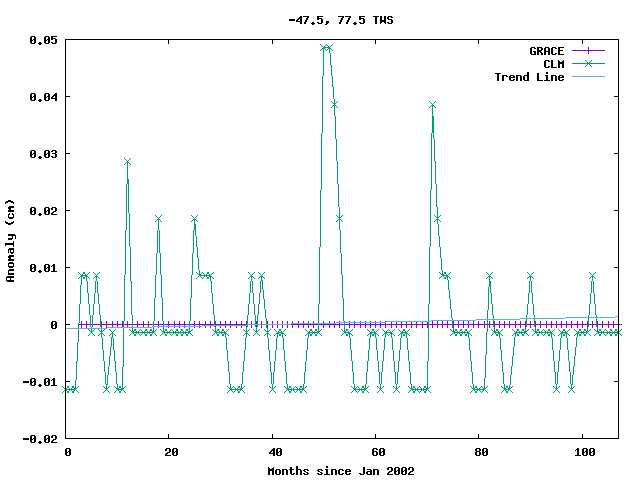 -47.5, 77.5 TWS
0.05
GRACE
CLM
Trend Line
0.04
0.03
0.02
Anomaly (cm)
0.01
0
-0.01
-0.02
0 20 40 60 80 100
Months since Jan 2002